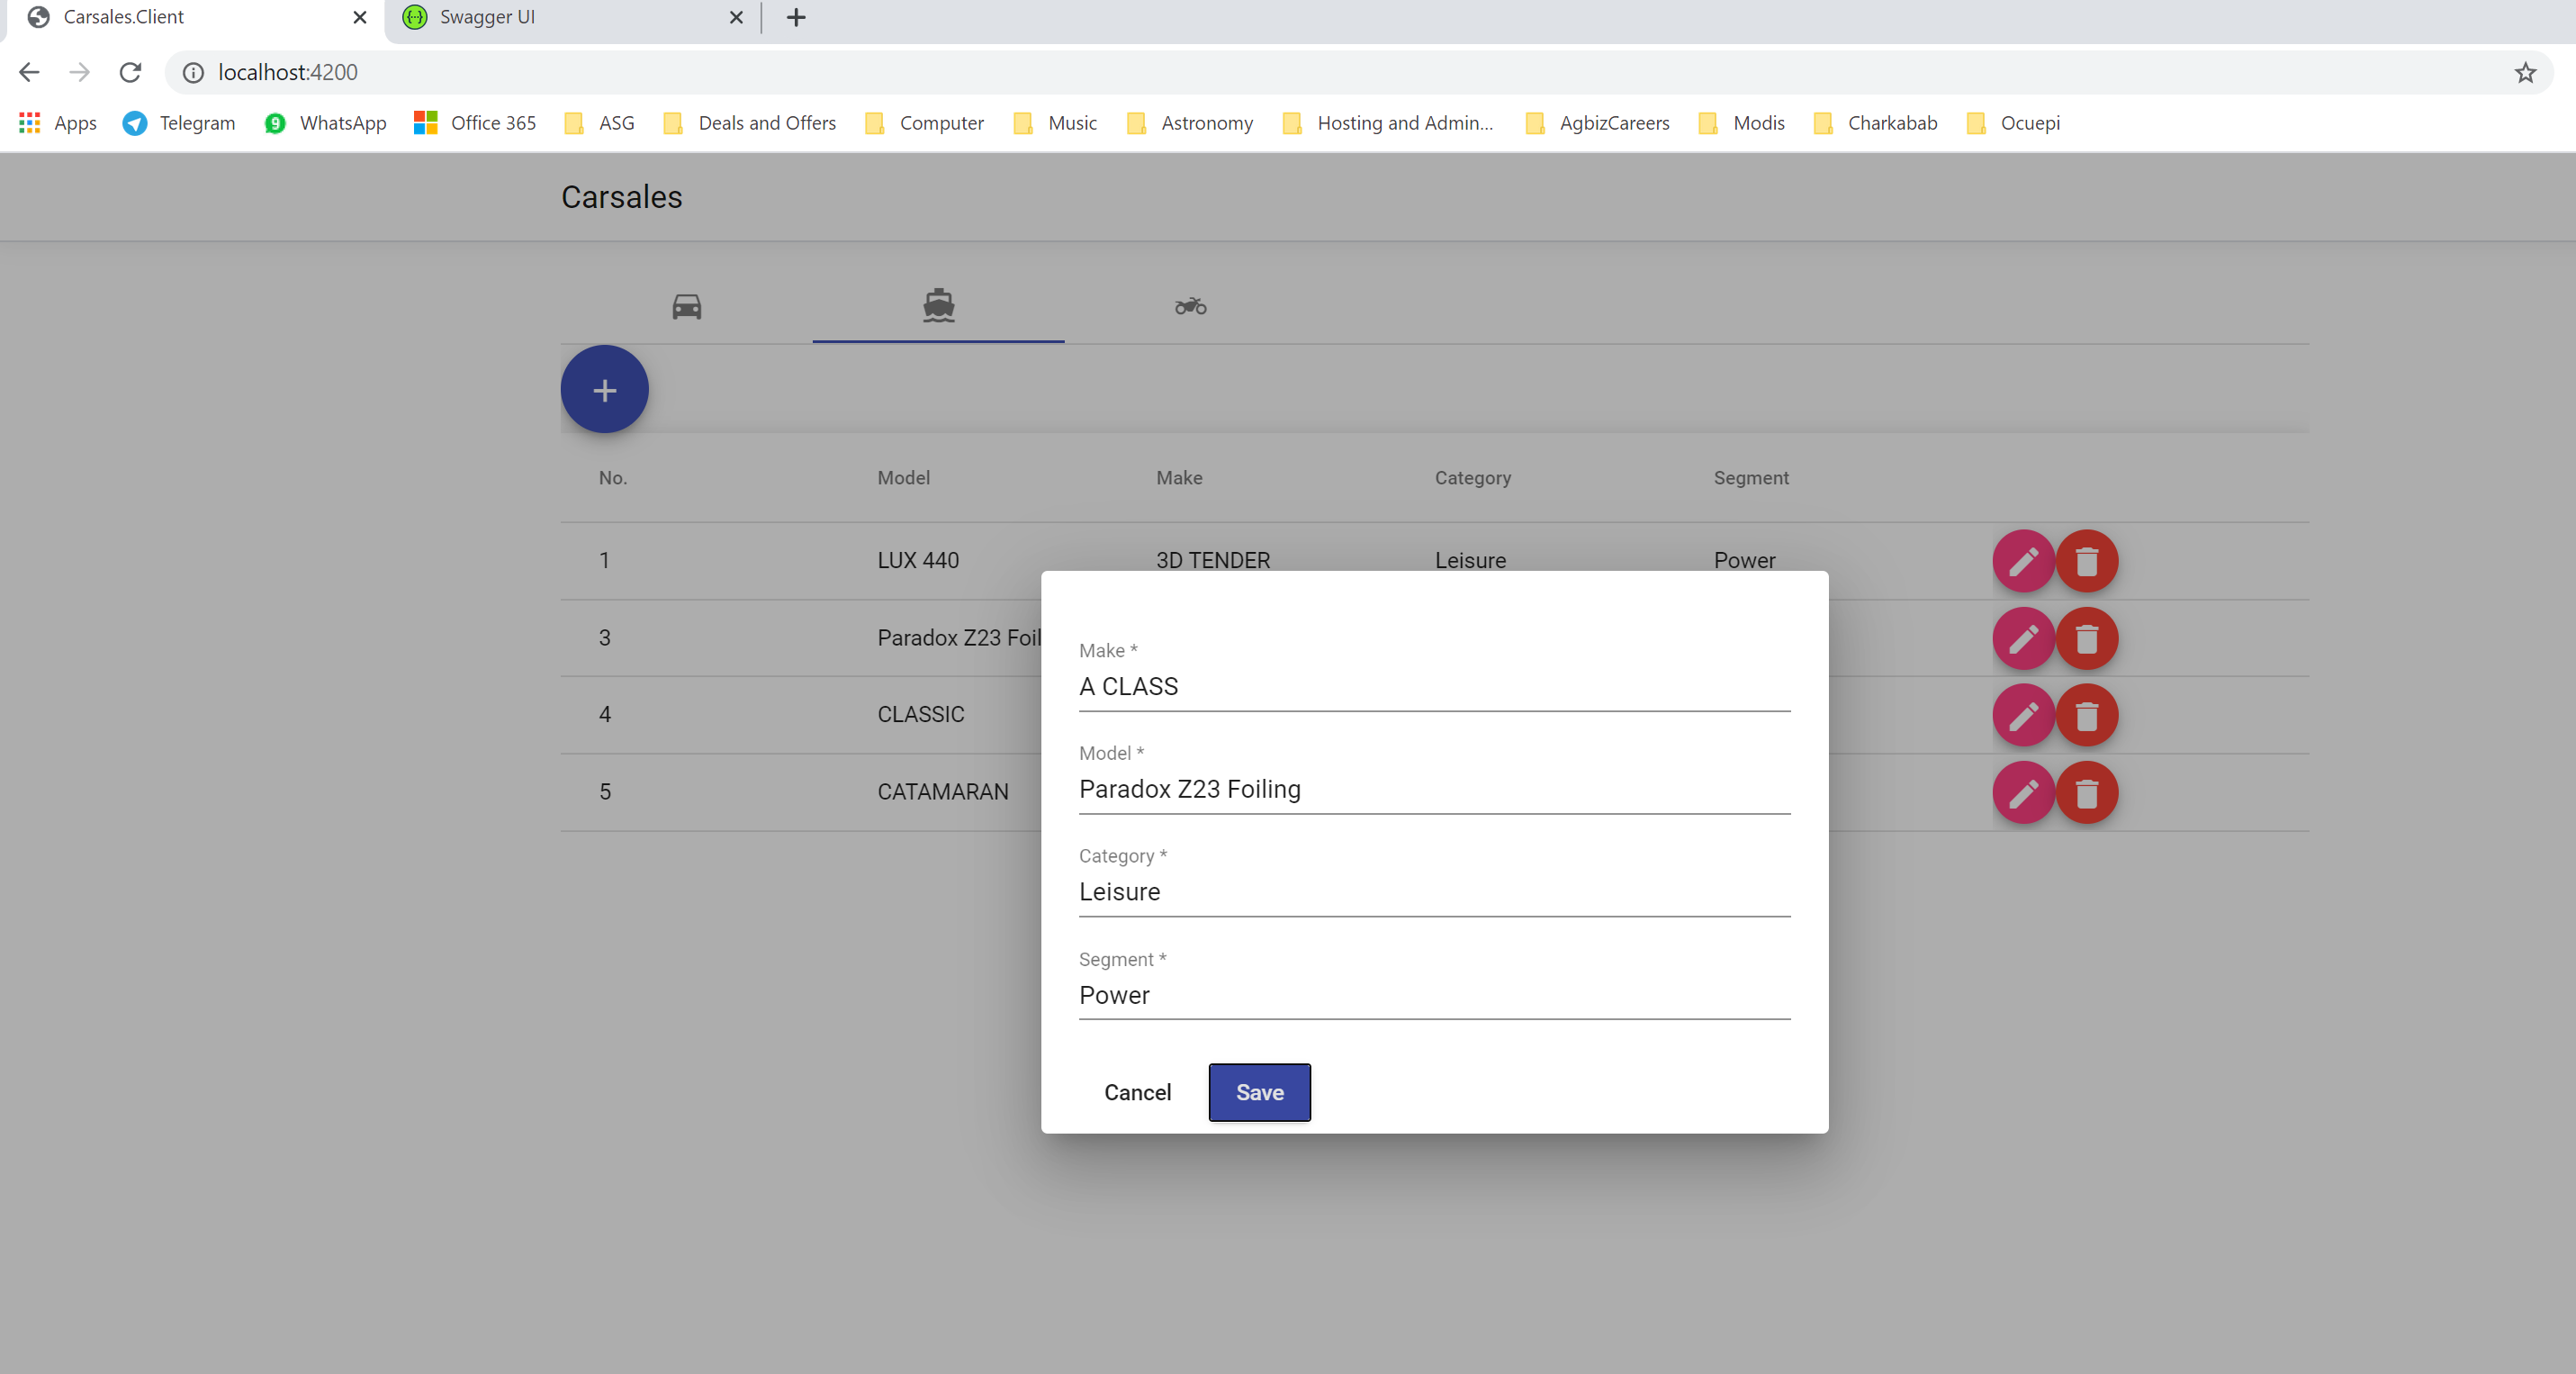 Carsales.Client
Swagger UI
localhost:4200
Apps Telegram WhatsApp Office 365 ASG Deals and Offers Computer Music Astronomy Hosting and Admin... AgbizCareers Modis Charkabab Ocuepi
Carsales
No. Model Make Category Segment
1 LUX 440 3D TENDER Leisure Power
3 Paradox Z23 Foil
4 CLASSIC
5 CATAMARAN
Make *
A CLASS
Model *
Paradox Z23 Foiling
Category *
Leisure
Segment *
Power
Cancel Save